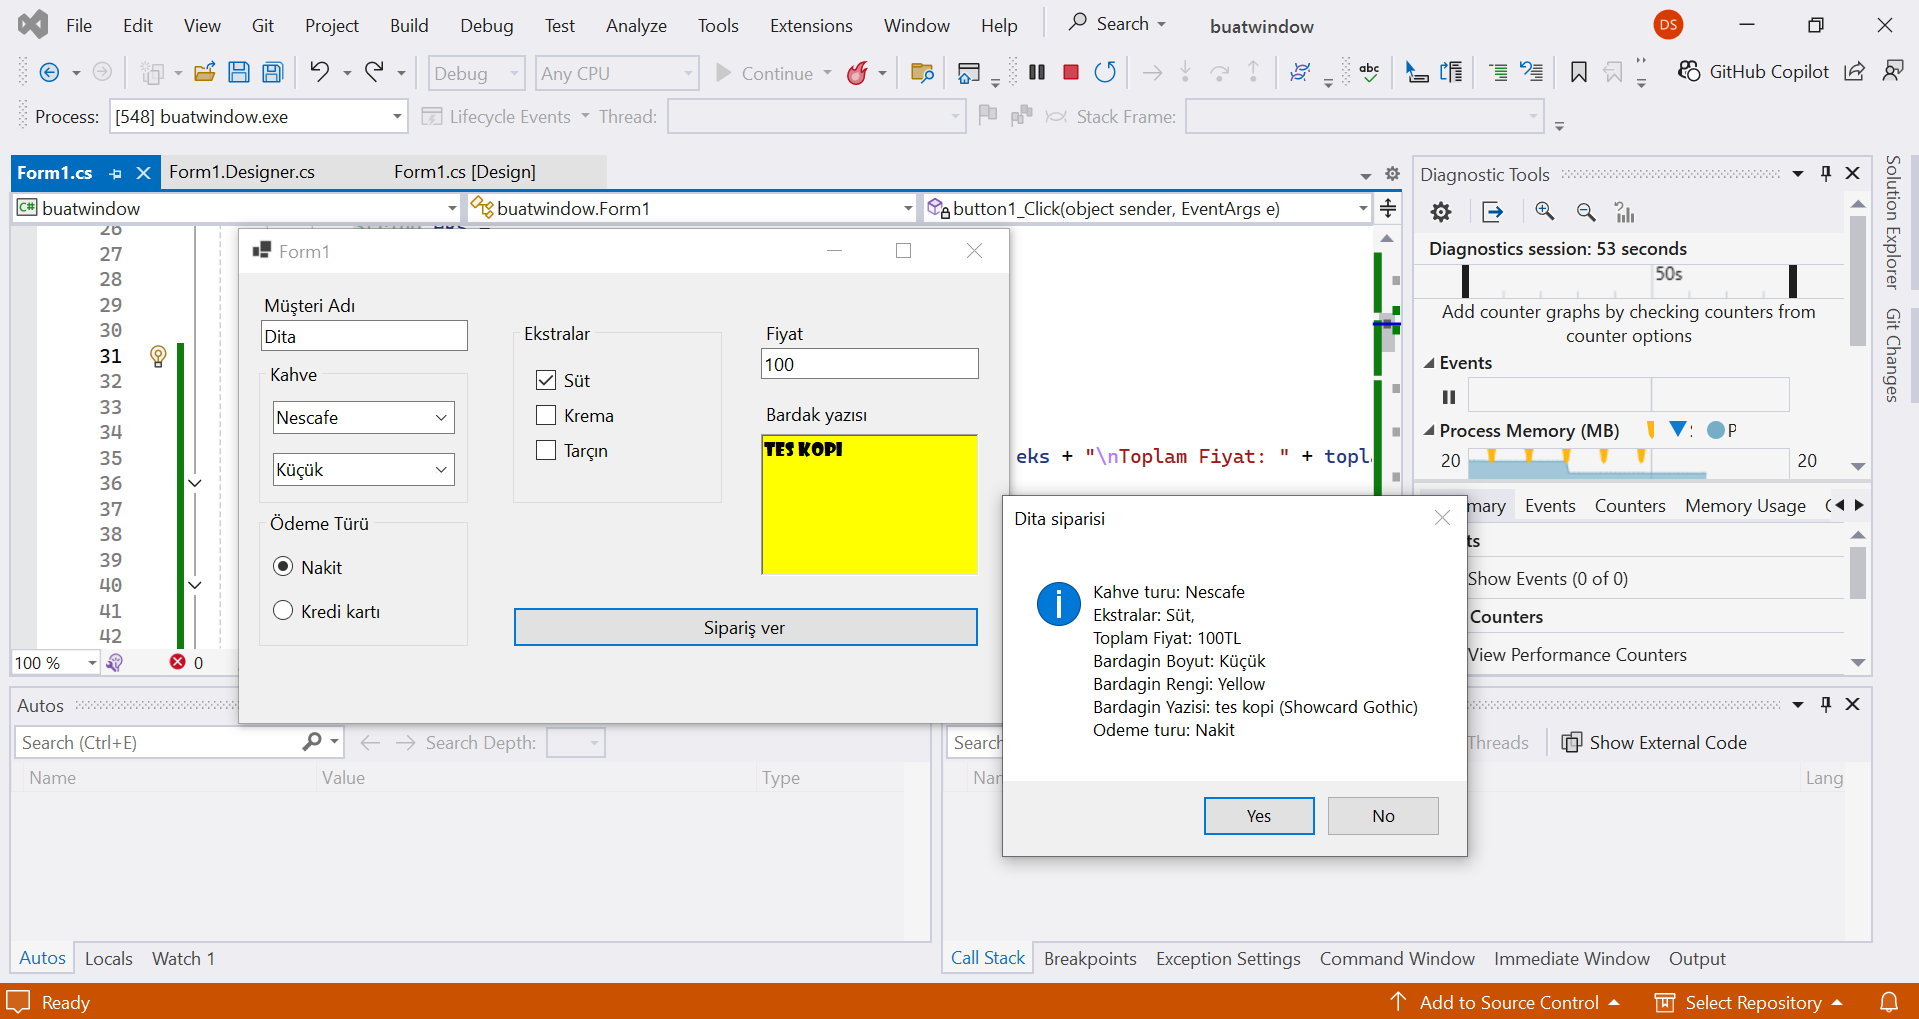 File Edit View Git Project Build Debug Test Analyze Tools Extensions Window Help Search buatwindow DS
Debug Any CPU Continue abc GitHub Copilot
Process: [548] buatwindow.exe Lifecycle Events Thread: Stack Frame:
Form1.cs Form1.Designer.cs Form1.cs [Design]
C# buatwindow buatwindow.Form1 button1_Click(object sender, EventArgs e)
26
27
28
29
30
31
32
33
34
35
36
37
38
39
40
41
42
eks + "\nToplam Fiyat: " + topl
100 % 0
Form1
Müşteri Adı
Dita
Kahve
Nescafe
Küçük
Ödeme Türü
Nakit
Kredi kartı
Ekstralar
Süt
Krema
Tarçın
Fiyat
100
Bardak yazısı
TES KOPI
Sipariş ver
Dita siparisi
Kahve turu: Nescafe
Ekstralar: Süt,
Toplam Fiyat: 100TL
Bardagin Boyut: Küçük
Bardagin Rengi: Yellow
Bardagin Yazisi: tes kopi (Showcard Gothic)
Odeme turu: Nakit
Yes No
Diagnostic Tools
Diagnostics session: 53 seconds
50s
Add counter graphs by checking counters from
counter options
Events
Process Memory (MB) P
20 20
mary Events Counters Memory Usage
ts
Show Events (0 of 0)
Counters
View Performance Counters
Solution Explorer
Git Changes
Autos
Search (Ctrl+E) Search Depth:
Name Value Type
Autos Locals Watch 1
Search Threads Show External Code
Nar Lang
Call Stack Breakpoints Exception Settings Command Window Immediate Window Output
Ready Add to Source Control Select Repository